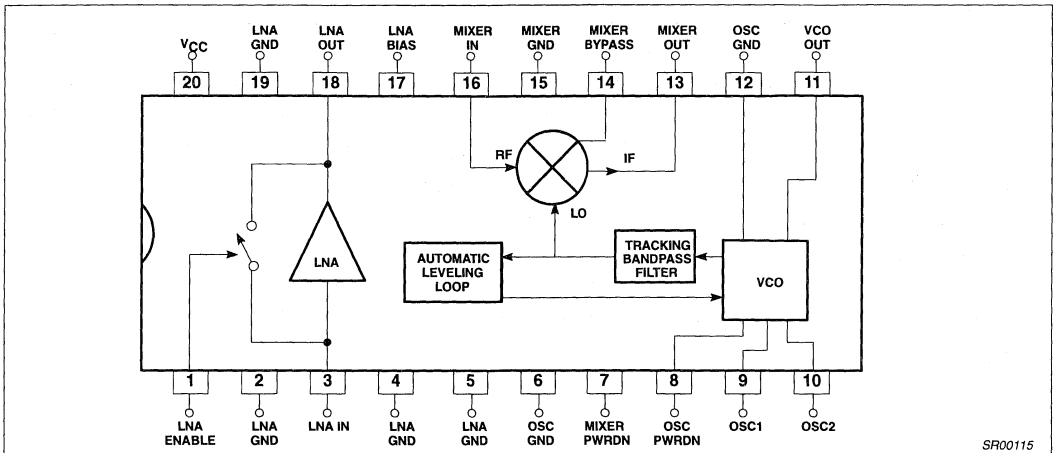 VCC
LNA GND
LNA OUT
LNA BIAS
MIXER IN
MIXER GND
MIXER BYPASS
MIXER OUT
OSC GND
VCO OUT
20 19 18 17 16 15 14 13 12 11
RF
IF
LO
LNA
AUTOMATIC
LEVELING
LOOP
TRACKING
BANDPASS
FILTER
VCO
1 2 3 4 5 6 7 8 9 10
LNA ENABLE
LNA GND
LNA IN
LNA GND
LNA GND
OSC GND
MIXER PWRDN
OSC PWRDN
OSC1
OSC2
SR00115